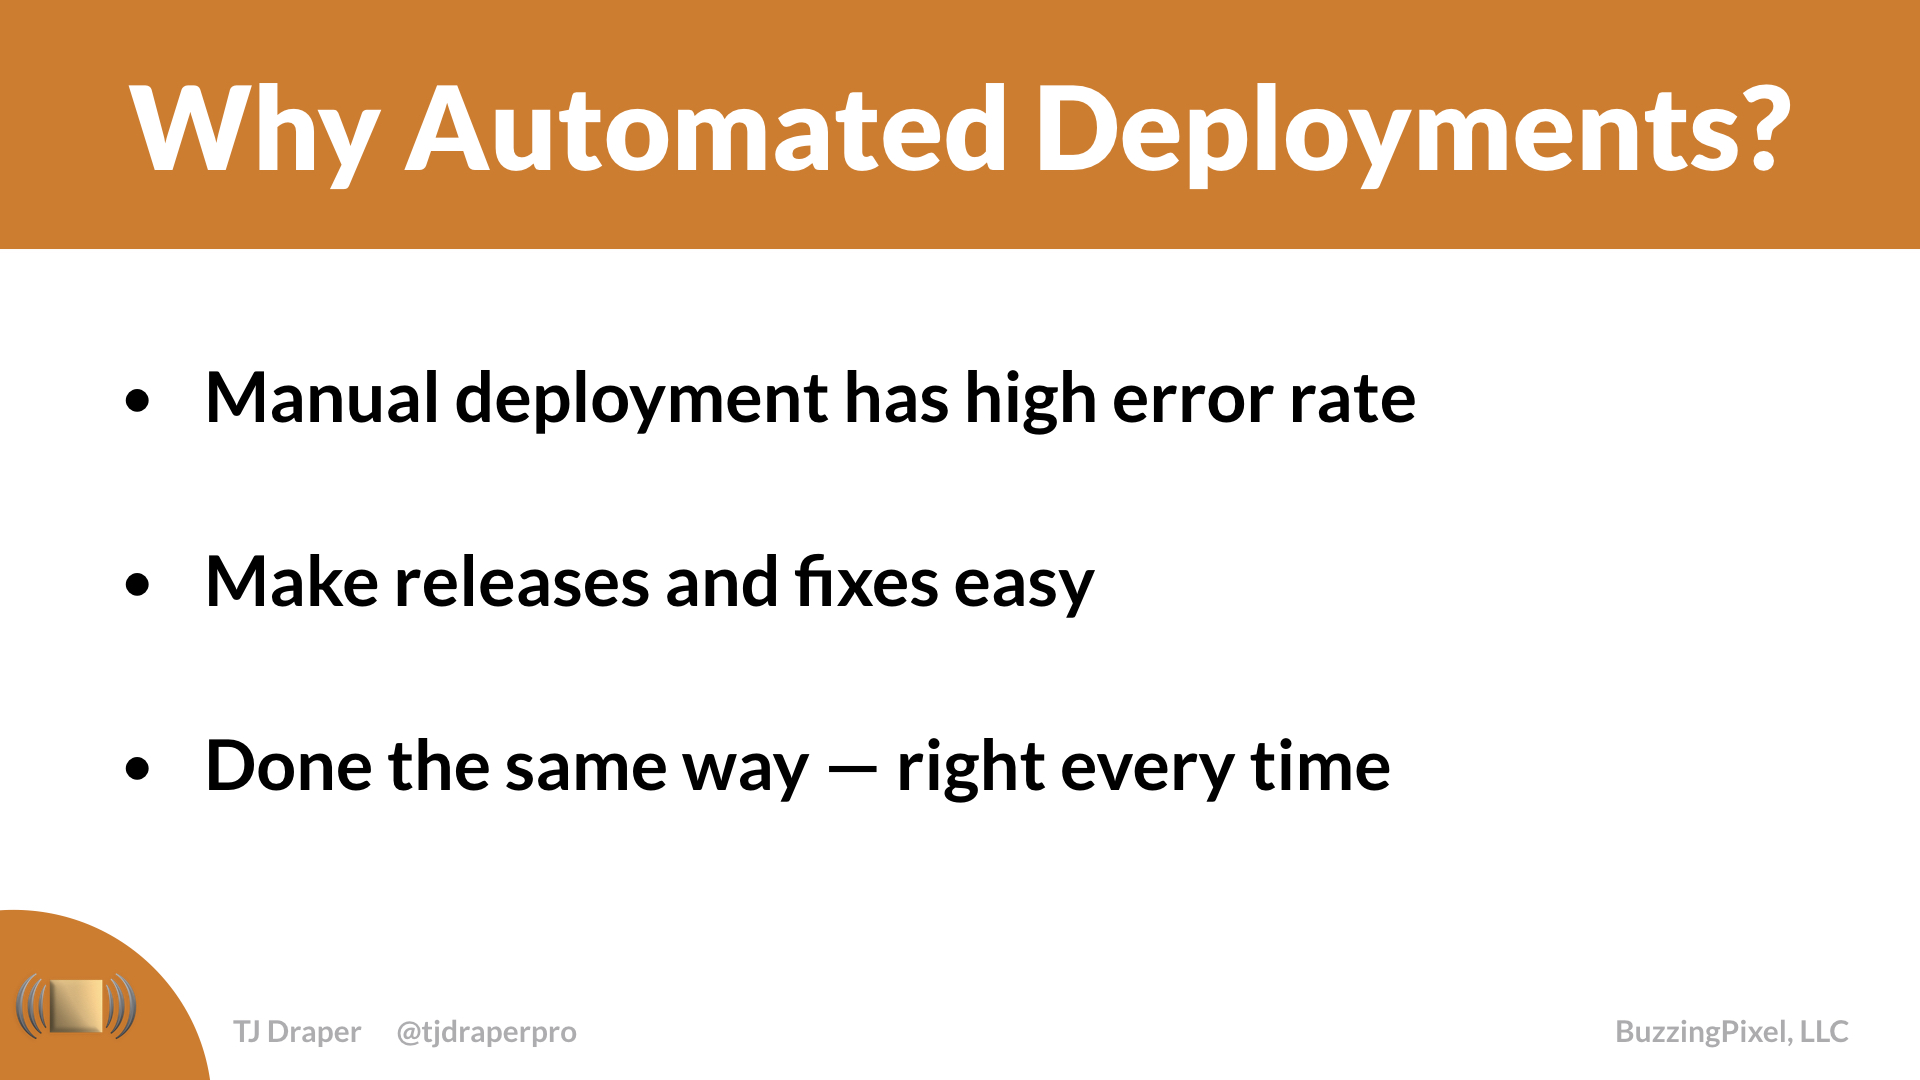 Why Automated Deployments?
• Manual deployment has high error rate
• Make releases and fixes easy
• Done the same way — right every time
TJ Draper @tjdraperpro
BuzzingPixel, LLC